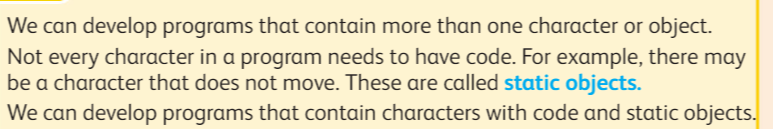 We can develop programs that contain more than one character or object.
Not every character in a program needs to have code. For example, there may
be a character that does not move. These are called static objects.
We can develop programs that contain characters with code and static objects.